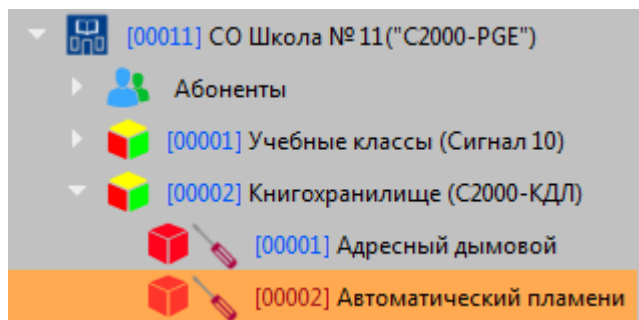 [00011] СО Школа № 11("С2000-PGE")
Абоненты
[00001] Учебные классы (Сигнал 10)
[00002] Книгохранилище (С2000-КДЛ)
[00001] Адресный дымовой
[00002] Автоматический пламени